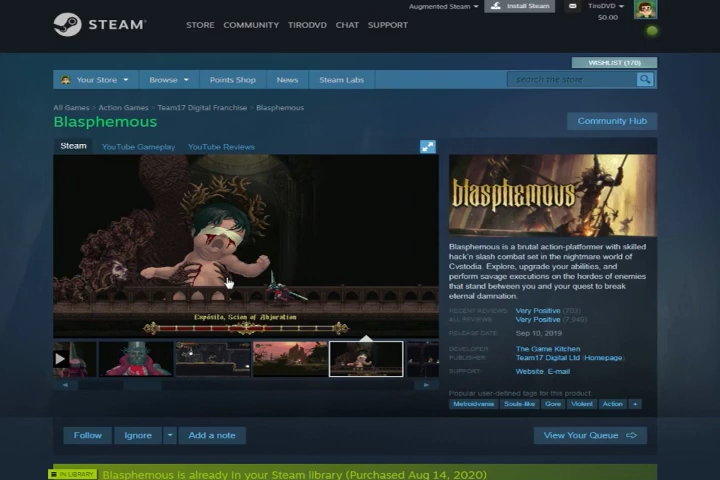 Augmented Steam
Install Steam
TiroDVD
$0.00
STEAM
STORE COMMUNITY TIRODVD CHAT SUPPORT
WISHLIST (170)
Your Store Browse Points Shop News Steam Labs search the store
All Games > Action Games > Team17 Digital Franchise > Blasphemous
Blasphemous
Community Hub
Steam YouTube Gameplay YouTube Reviews
blasphemous
Blasphemous is a brutal action-platformer with skilled
hack'n slash combat set in the nightmare world of
Cvstodia. Explore, upgrade your abilities, and
perform savage executions on the hordes of enemies
that stand between you and your quest to break
eternal damnation.
RECENT REVIEWS: Very Positive (703)
ALL REVIEWS: Very Positive
RELEASE DATE: Sep 10, 2019
DEVELOPER: The Game Kitchen
PUBLISHER: Team17 Digital Ltd (Homepage)
SUPPORT: Website, E-mail
Expósito, Scion of Abjuration
Popular user-defined tags for this product:
Metroidvania Souls-like Gore Violent Action +
Follow Ignore Add a note
View Your Queue
IN LIBRARY Blasphemous is already in your Steam library (Purchased Aug 14, 2020)